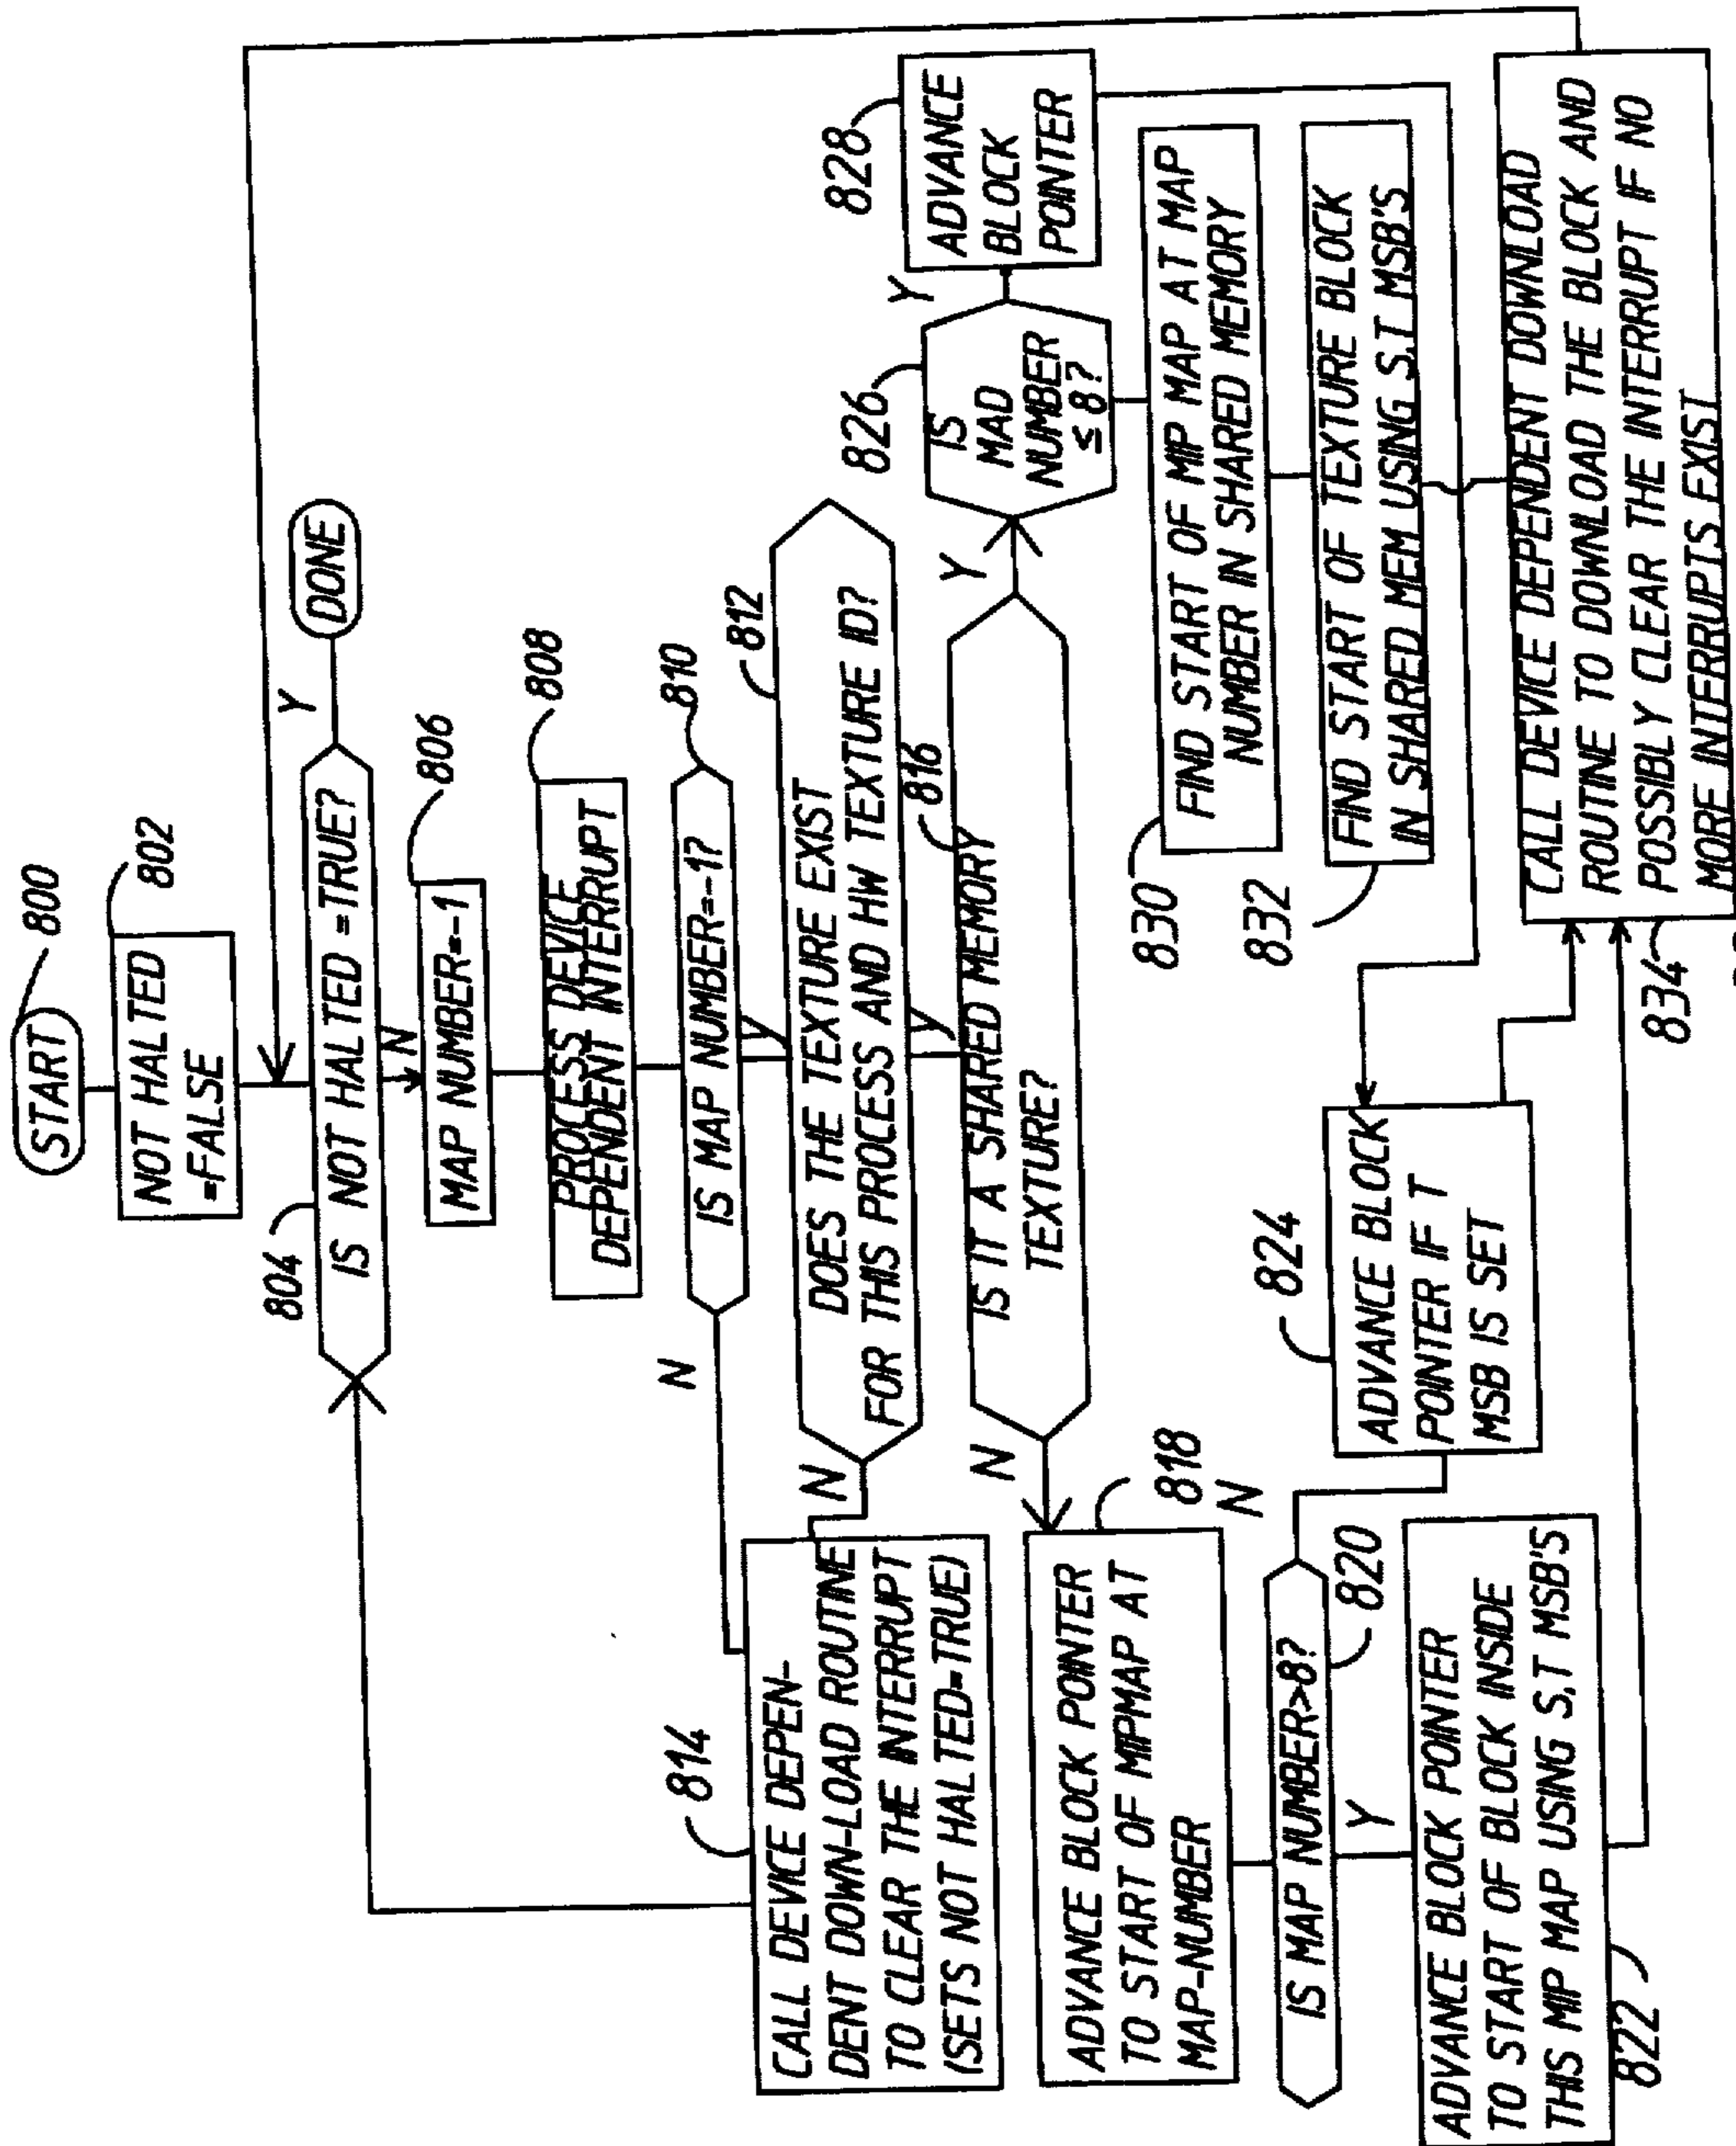 START
800
NOT HALTED
=FALSE
802
IS NOT HALTED =TRUE?
804
Y
DONE
N
MAP NUMBER=-1
806
PROCESS DEVICE
DEPENDENT INTERRUPT
808
IS MAP NUMBER=-1?
810
N
Y
DOES THE TEXTURE EXIST
FOR THIS PROCESS AND HW TEXTURE ID?
812
N
Y
CALL DEVICE DEPEN-
DENT DOWN-LOAD ROUTINE
TO CLEAR THE INTERRUPT
(SETS NOT HALTED=TRUE)
814
IS IT A SHARED MEMORY
TEXTURE?
816
N
Y
ADVANCE BLOCK POINTER
TO START OF MIPMAP AT
MAP-NUMBER
818
IS MAP NUMBER>8?
820
N
Y
ADVANCE BLOCK POINTER
TO START OF BLOCK INSIDE
THIS MIP MAP USING S,T MSB'S
822
ADVANCE BLOCK
POINTER IF T
MSB IS SET
824
IS
MAD
NUMBER
≤ 8?
826
Y
ADVANCE
BLOCK
POINTER
828
FIND START OF MIP MAP AT MAP
NUMBER IN SHARED MEMORY
830
FIND START OF TEXTURE BLOCK
IN SHARED MEM USING S,T MSB'S
832
CALL DEVICE DEPENDENT DOWNLOAD
ROUTINE TO DOWNLOAD THE BLOCK AND
POSSIBLY CLEAR THE INTERRUPT IF NO
MORE INTERRUPTS EXIST
834